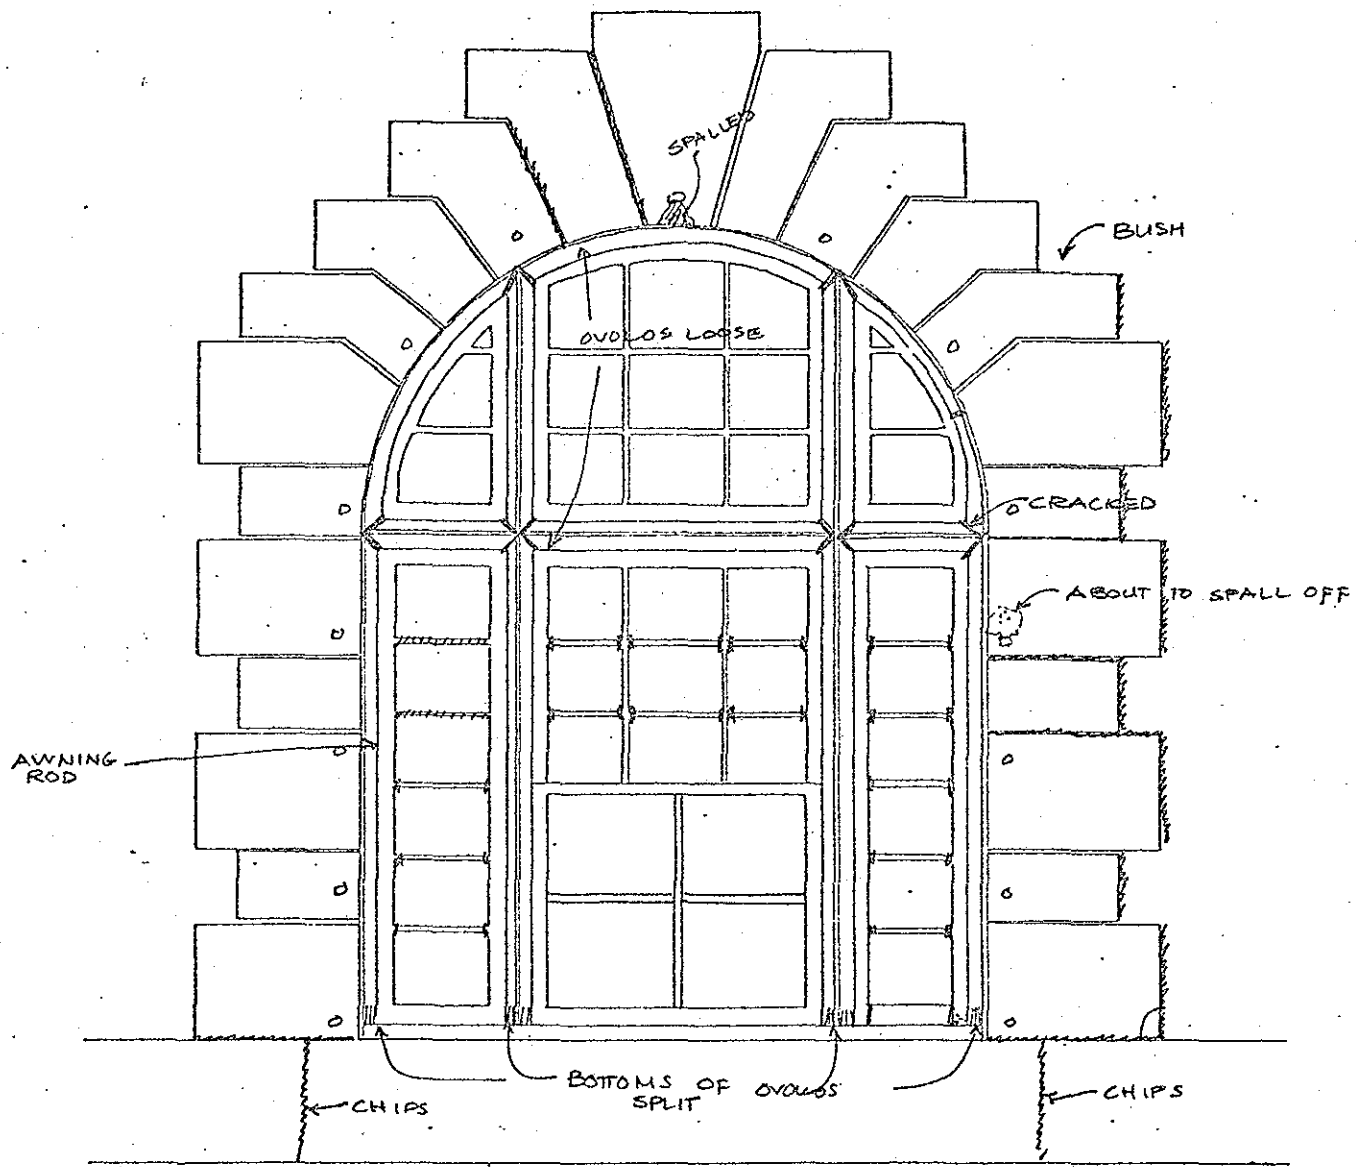 SPALLED
BUSH
OVOLOS LOOSE
CRACKED
ABOUT TO SPALL OFF
AWNING
ROD
BOTTOMS OF OVOLOS
SPLIT
CHIPS
CHIPS